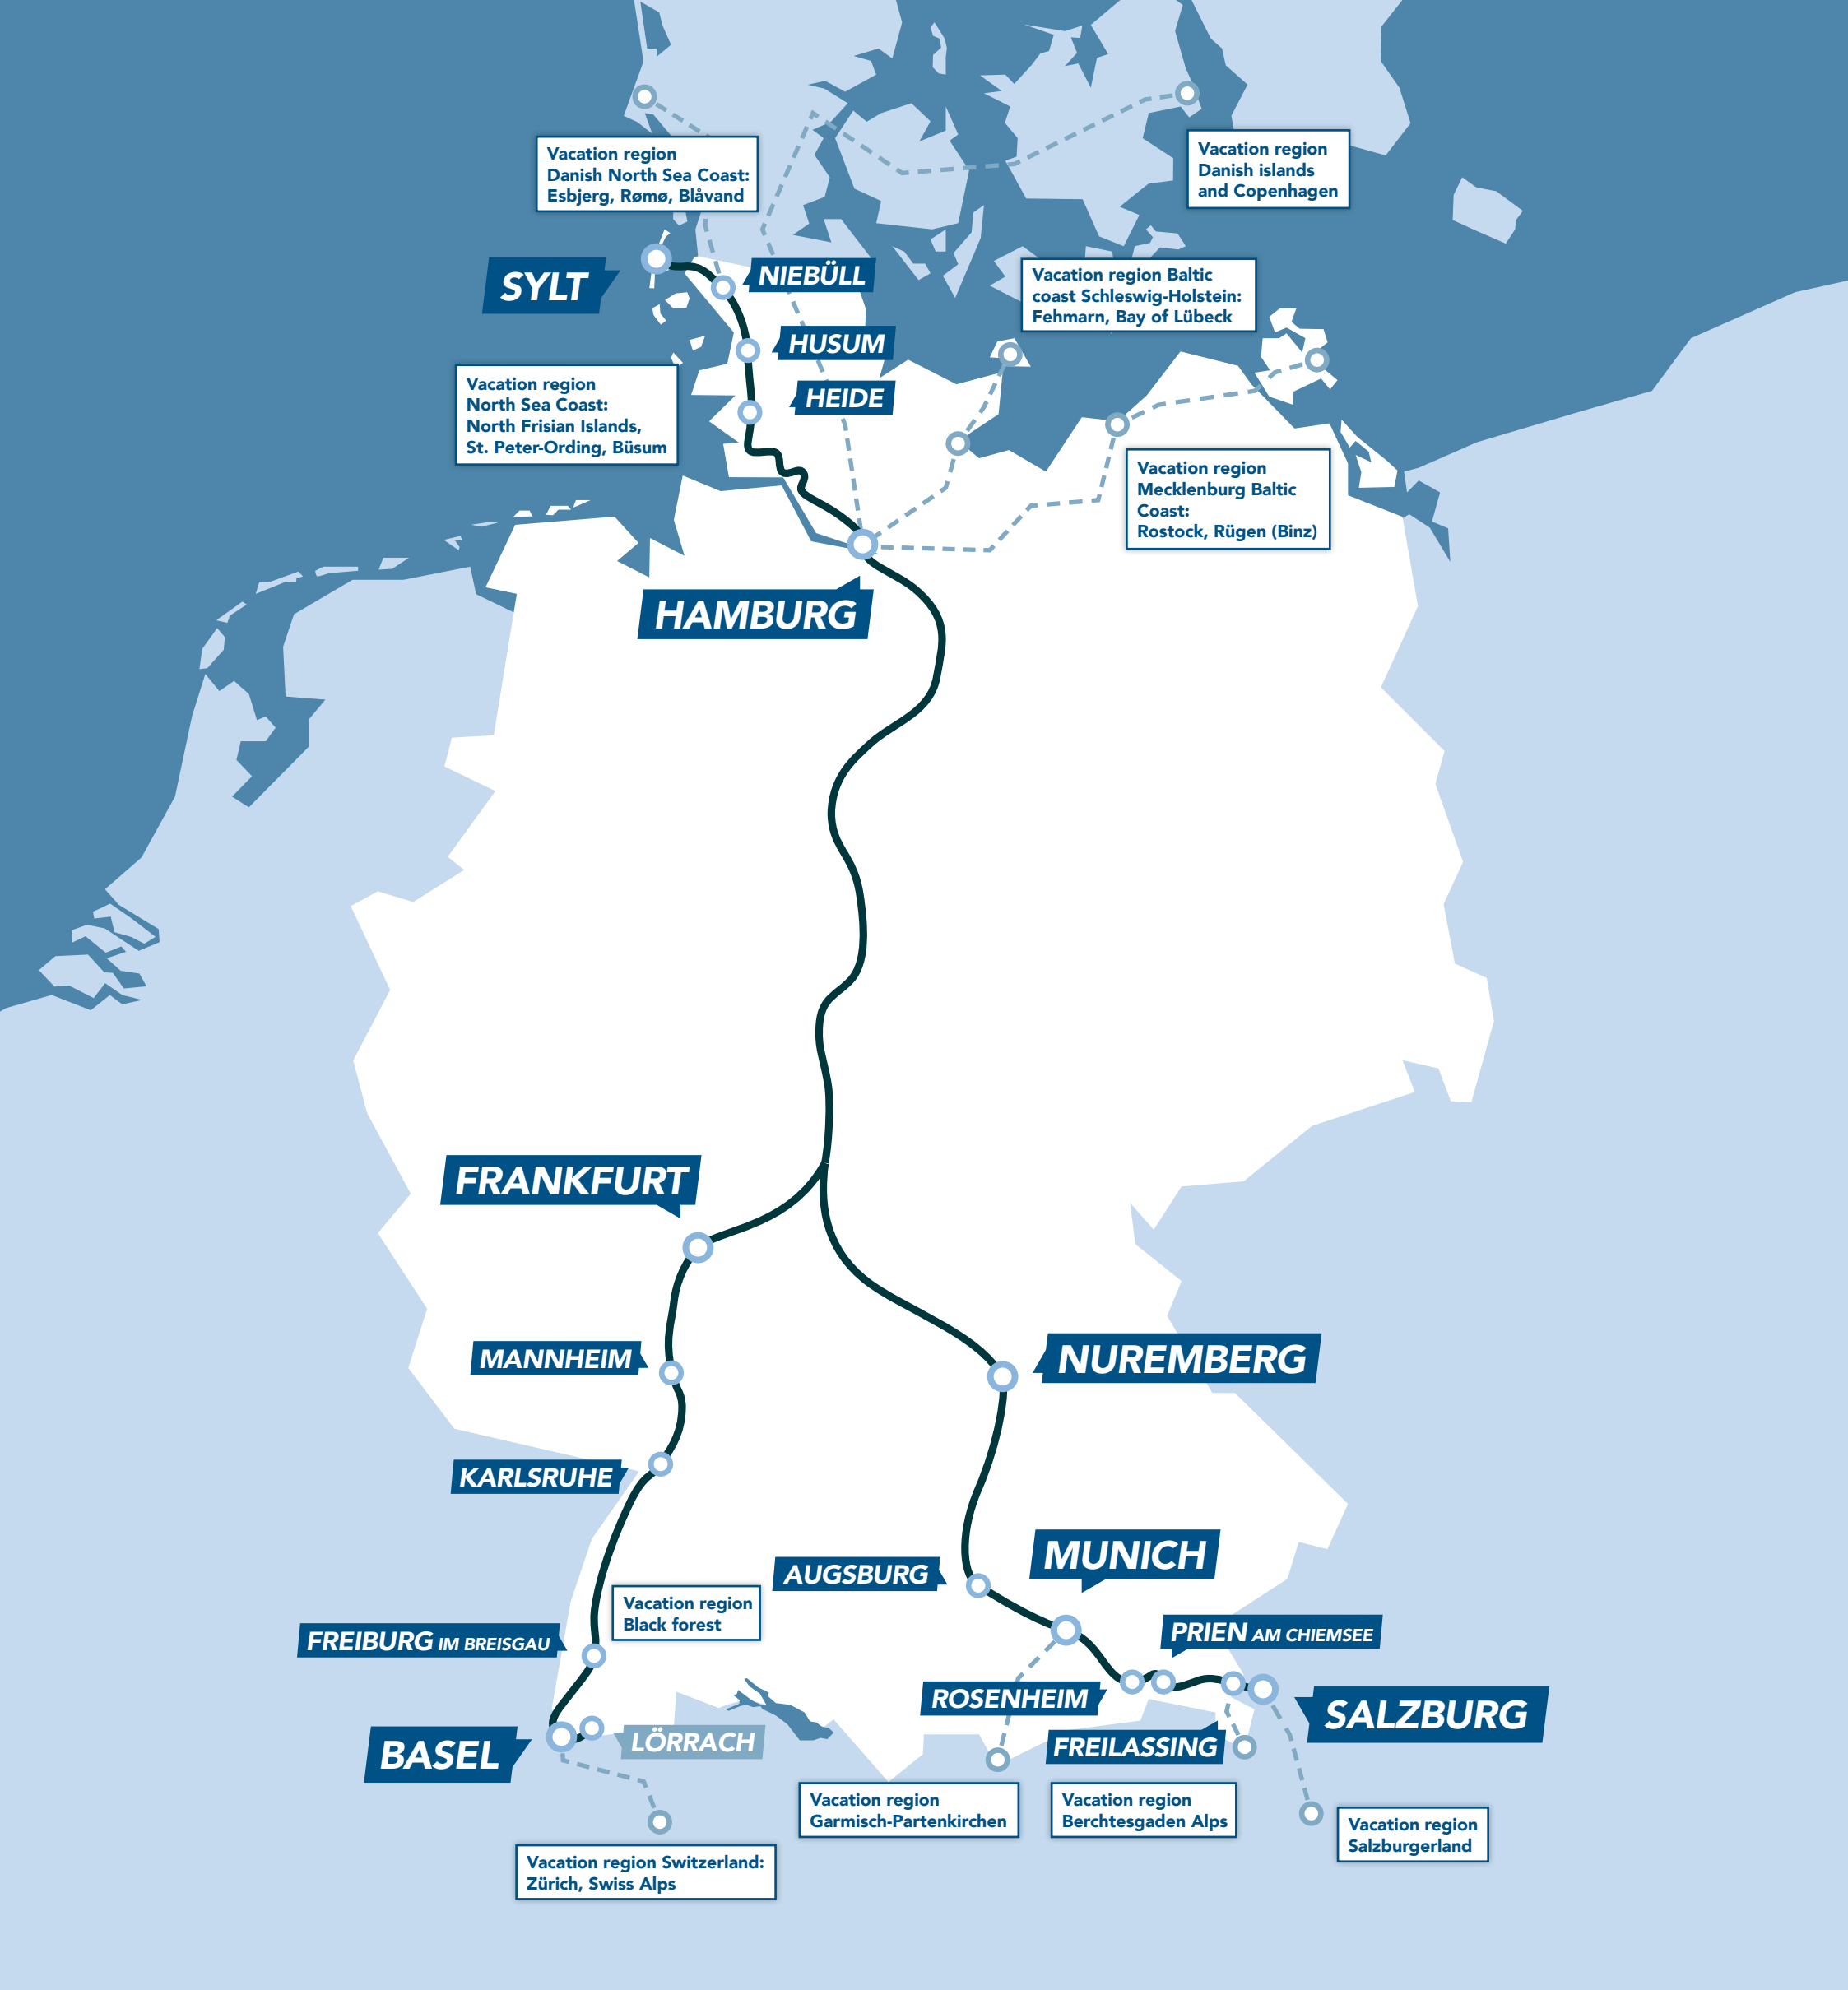 Vacation region
Danish North Sea Coast:
Esbjerg, Rømø, Blåvand
Vacation region
Danish islands
and Copenhagen
SYLT
NIEBÜLL
Vacation region Baltic
coast Schleswig-Holstein:
Fehmarn, Bay of Lübeck
HUSUM
HEIDE
Vacation region
North Sea Coast:
North Frisian Islands,
St. Peter-Ording, Büsum
Vacation region
Mecklenburg Baltic
Coast:
Rostock, Rügen (Binz)
HAMBURG
FRANKFURT
MANNHEIM
NUREMBERG
KARLSRUHE
MUNICH
AUGSBURG
Vacation region
Black forest
FREIBURG IM BREISGAU
PRIEN AM CHIEMSEE
ROSENHEIM
SALZBURG
BASEL
LÖRRACH
FREILASSING
Vacation region
Garmisch-Partenkirchen
Vacation region
Berchtesgaden Alps
Vacation region
Salzburgerland
Vacation region Switzerland:
Zürich, Swiss Alps